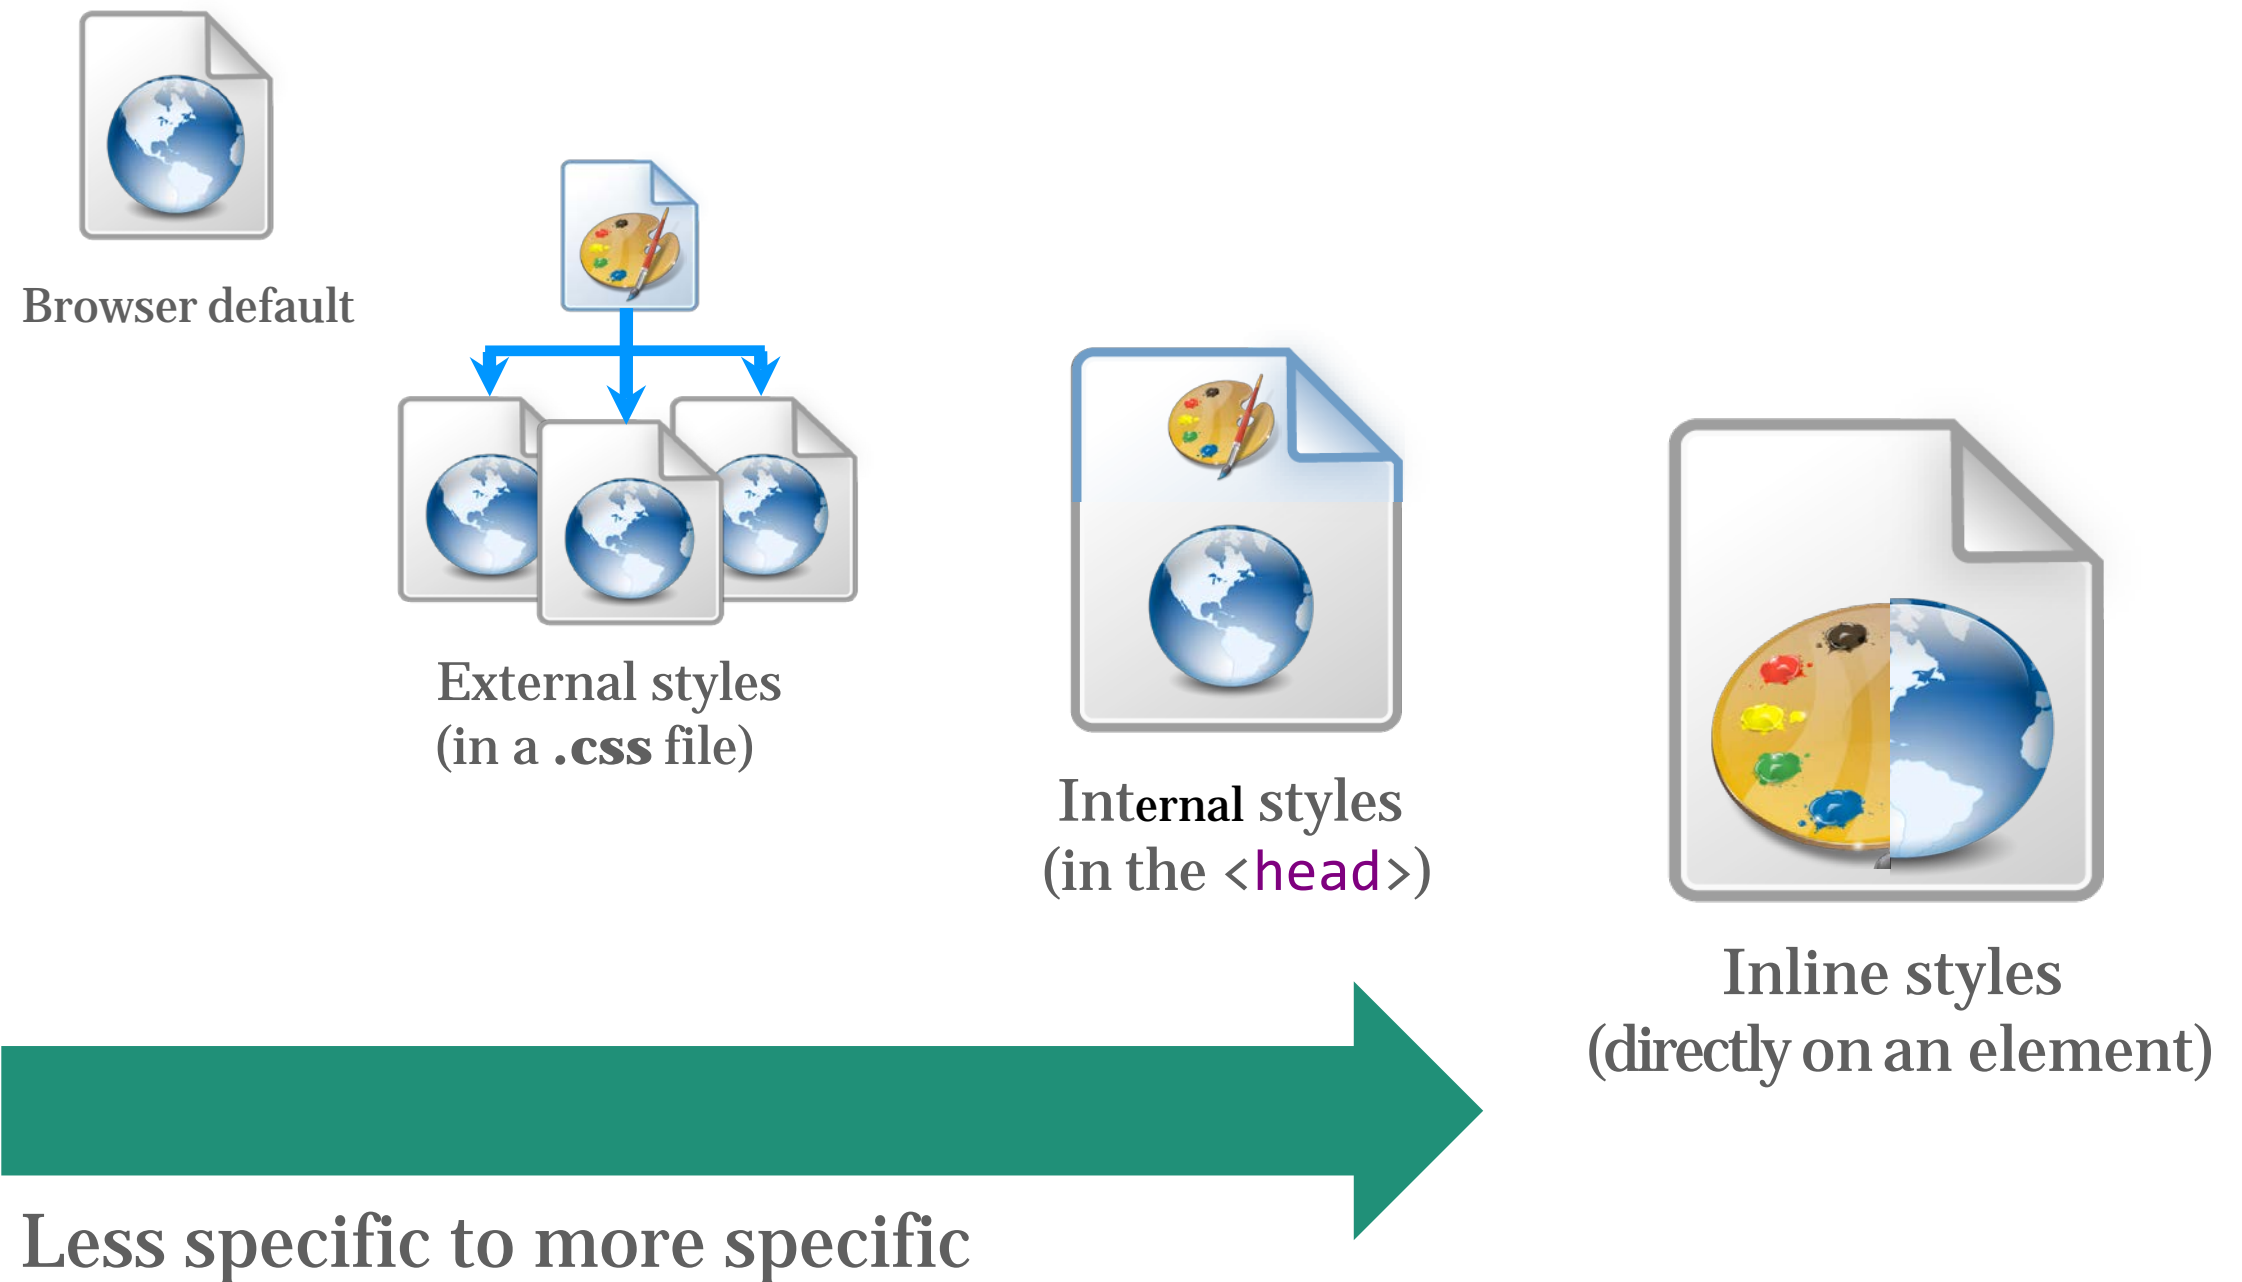 Browser default
External styles
(in a .css file)
Internal styles
(in the <head>)
Inline styles
(directly on an element)
Less specific to more specific